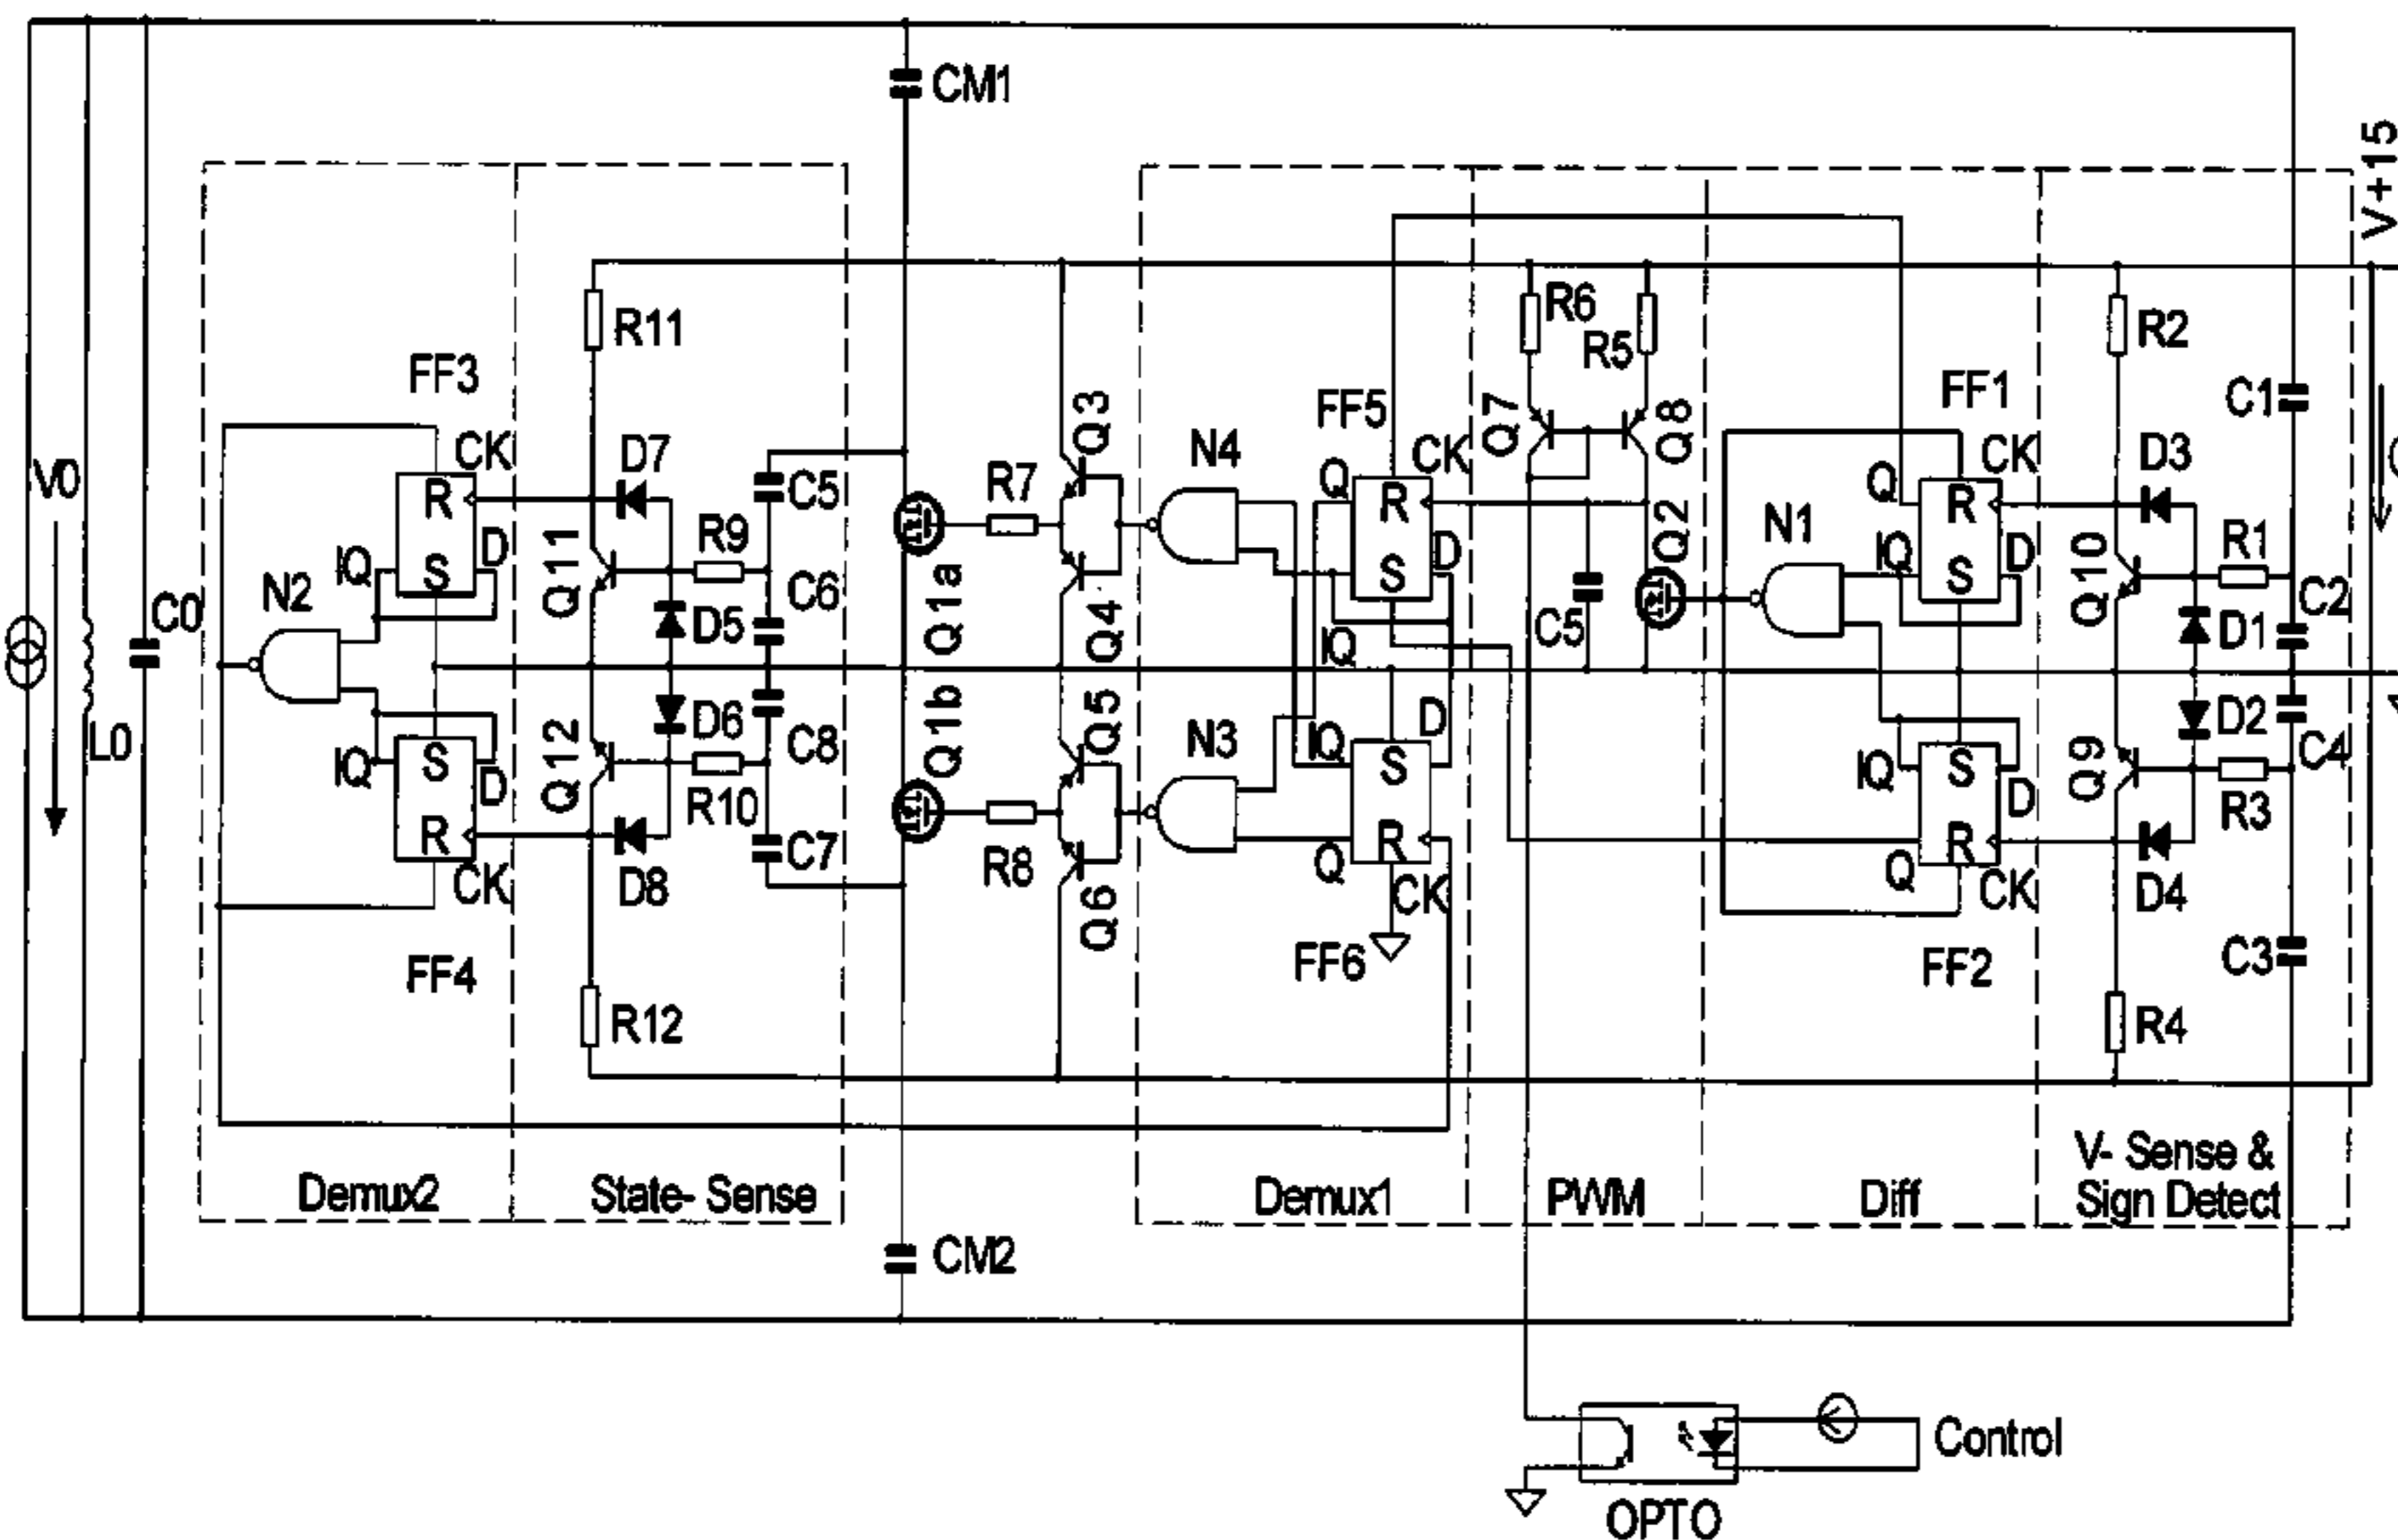 CM1
V+15
R6
R11
R5
R2
FF3
Q3
FF5
Q7
Q8
FF1
C1
CK
D7
C5
N4
Q
CK
CK
D3
V0
R
R7
R
Q2
Q
R
IQ
D
R9
D
N1
IQ
D
R1
N2
S
Q11
C6
Q1a
S
S
Q10
C2
C0
D5
Q4
C5
D1
IQ
L0
D6
Q1b
Q5
D
D2
IQ
S
Q12
C8
N3
IQ
S
IQ
S
Q9
C4
D
R10
D
R3
R
R8
R
R
D8
C7
Q
Q
D4
CK
Q6
CK
CK
FF4
FF6
FF2
C3
R12
R4
V- Sense &
Sign Detect
Demux2
State- Sense
Demux1
PWM
Diff
CM2
Control
OPTO